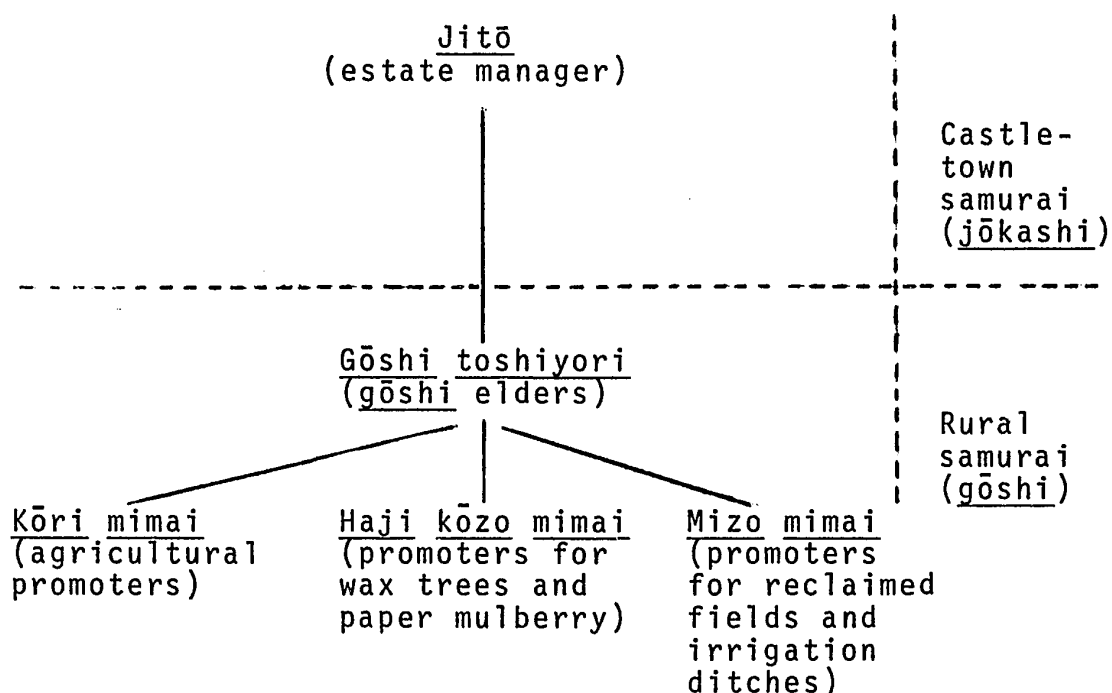 Jitō
(estate manager)
Castle-
town
samurai
(jōkashi)
Gōshi toshiyori
(gōshi elders)
Rural
samurai
(gōshi)
Kōri mimai
(agricultural
promoters)
Haji kōzo mimai
(promoters for
wax trees and
paper mulberry)
Mizo mimai
(promoters
for reclaimed
fields and
irrigation
ditches)